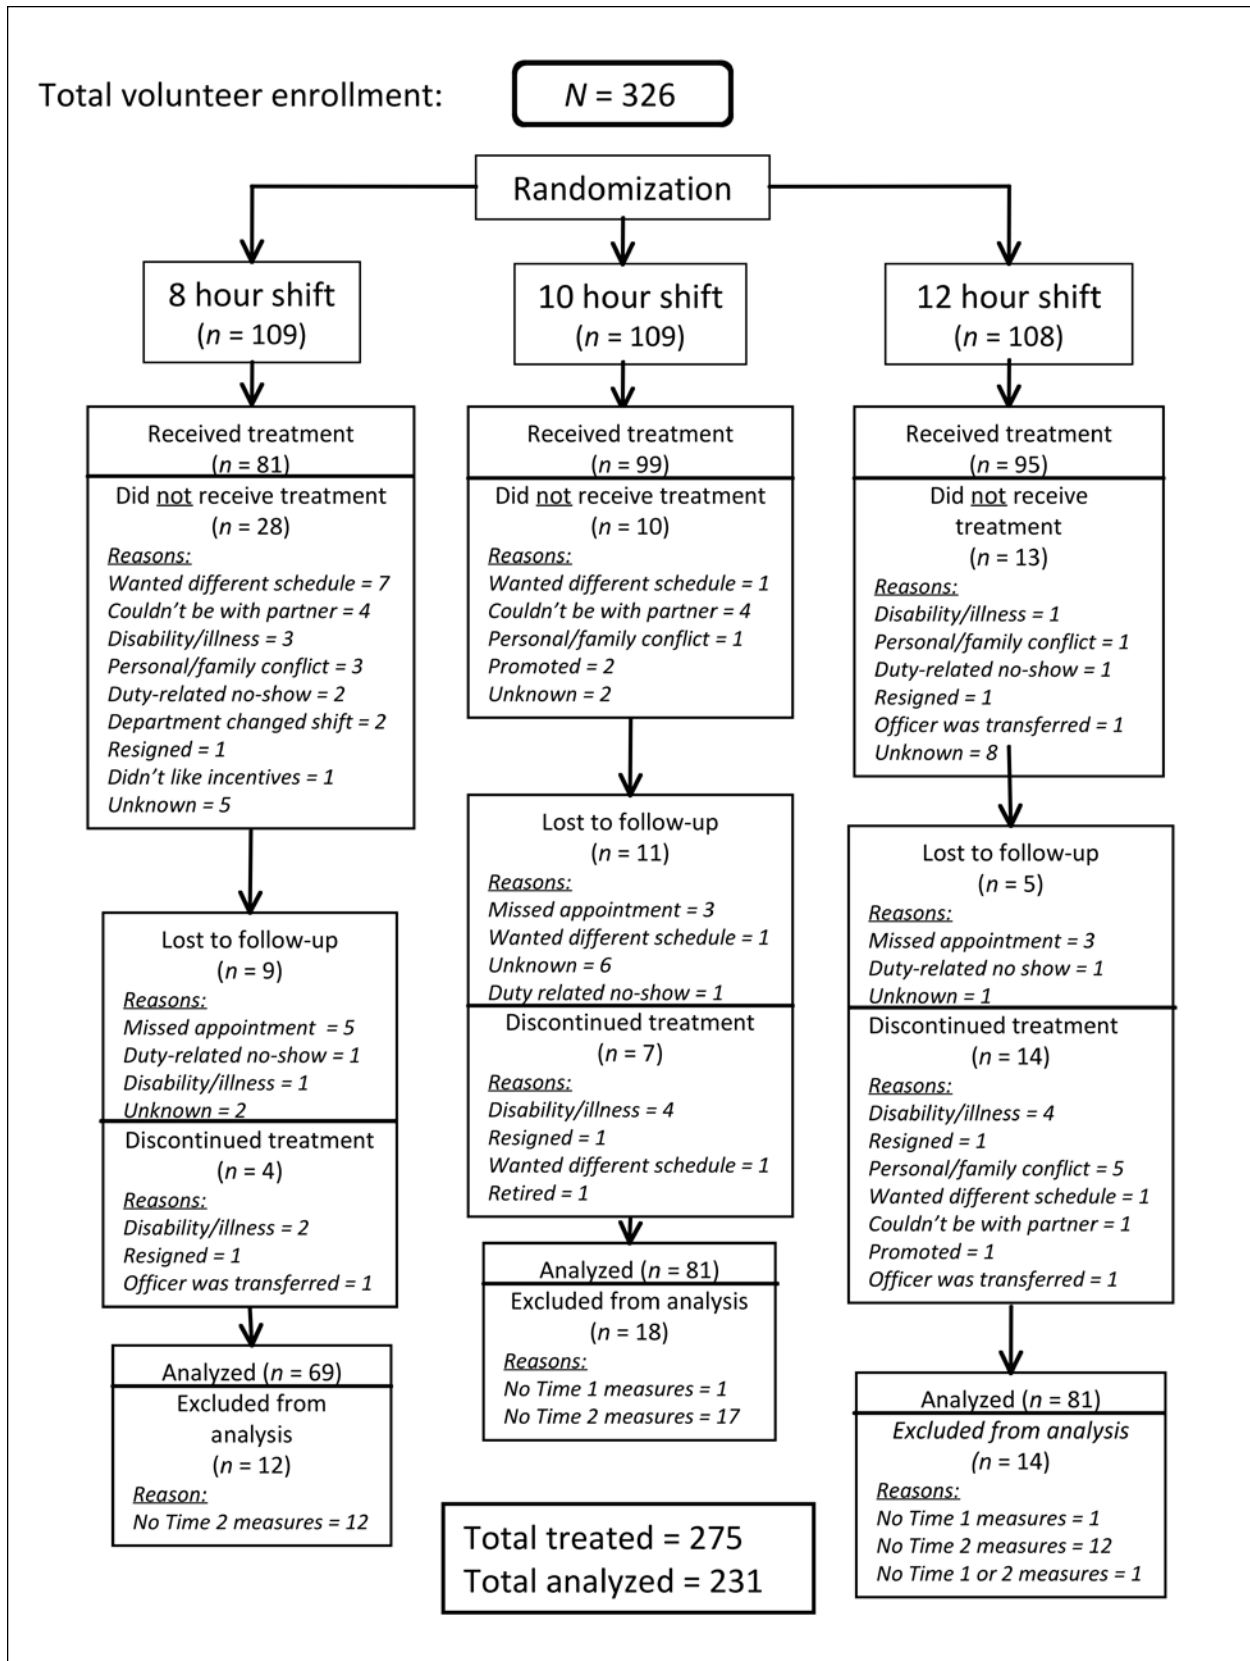 Total volunteer enrollment:
N = 326
Randomization
8 hour shift
(n = 109)
10 hour shift
(n = 109)
12 hour shift
(n = 108)
Received treatment
(n = 81)
Did not receive treatment
(n = 28)
Reasons:
Wanted different schedule = 7
Couldn't be with partner = 4
Disability/illness = 3
Personal/family conflict = 3
Duty-related no-show = 2
Department changed shift = 2
Resigned = 1
Didn't like incentives = 1
Unknown = 5
Received treatment
(n = 99)
Did not receive treatment
(n = 10)
Reasons:
Wanted different schedule = 1
Couldn't be with partner = 4
Personal/family conflict = 1
Promoted = 2
Unknown = 2
Received treatment
(n = 95)
Did not receive
treatment
(n = 13)
Reasons:
Disability/illness = 1
Personal/family conflict = 1
Duty-related no-show = 1
Resigned = 1
Officer was transferred = 1
Unknown = 8
Lost to follow-up
(n = 9)
Reasons:
Missed appointment = 5
Duty-related no-show = 1
Disability/illness = 1
Unknown = 2
Discontinued treatment
(n = 4)
Reasons:
Disability/illness = 2
Resigned = 1
Officer was transferred = 1
Lost to follow-up
(n = 11)
Reasons:
Missed appointment = 3
Wanted different schedule = 1
Unknown = 6
Duty related no-show = 1
Discontinued treatment
(n = 7)
Reasons:
Disability/illness = 4
Resigned = 1
Wanted different schedule = 1
Retired = 1
Lost to follow-up
(n = 5)
Reasons:
Missed appointment = 3
Duty-related no show = 1
Unknown = 1
Discontinued treatment
(n = 14)
Reasons:
Disability/illness = 4
Resigned = 1
Personal/family conflict = 5
Wanted different schedule = 1
Couldn't be with partner = 1
Promoted = 1
Officer was transferred = 1
Analyzed (n = 69)
Excluded from
analysis
(n = 12)
Reason:
No Time 2 measures = 12
Analyzed (n = 81)
Excluded from analysis
(n = 18)
Reasons:
No Time 1 measures = 1
No Time 2 measures = 17
Analyzed (n = 81)
Excluded from analysis
(n = 14)
Reasons:
No Time 1 measures = 1
No Time 2 measures = 12
No Time 1 or 2 measures = 1
Total treated = 275
Total analyzed = 231